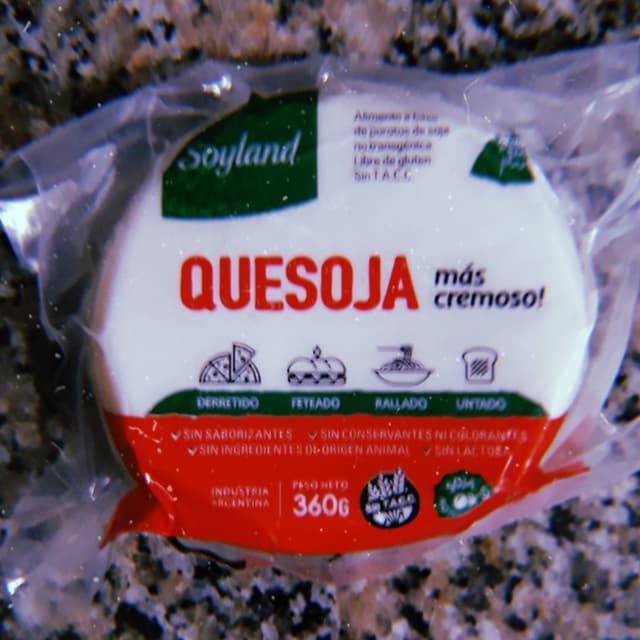 Soyland
Alimento a base
de porotos de soja
no transgénica
Libre de gluten
Sin T.A.C.C.
QUESOJA
más
cremoso!
DERRETIDO
FETEADO
RALLADO
UNTADO
✓SIN SABORIZANTES ✓SIN CONSERVANTES NI COLORANTES
✓SIN INGREDIENTES DE ORIGEN ANIMAL ✓SIN LACTOSA
INDUSTRIA
ARGENTINA
PESO NETO
360G
SIN T.A.C.C.